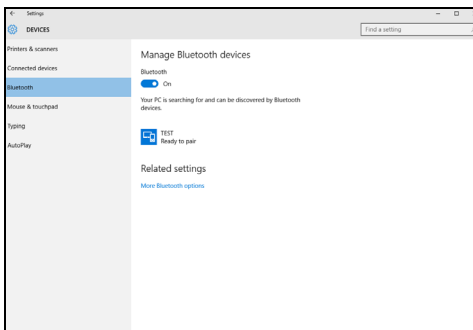 Settings
DEVICES
Find a setting
Printers & scanners
Connected devices
Bluetooth
Mouse & touchpad
Typing
AutoPlay
Manage Bluetooth devices
Bluetooth
On
Your PC is searching for and can be discovered by Bluetooth
devices.
TEST
Ready to pair
Related settings
More Bluetooth options